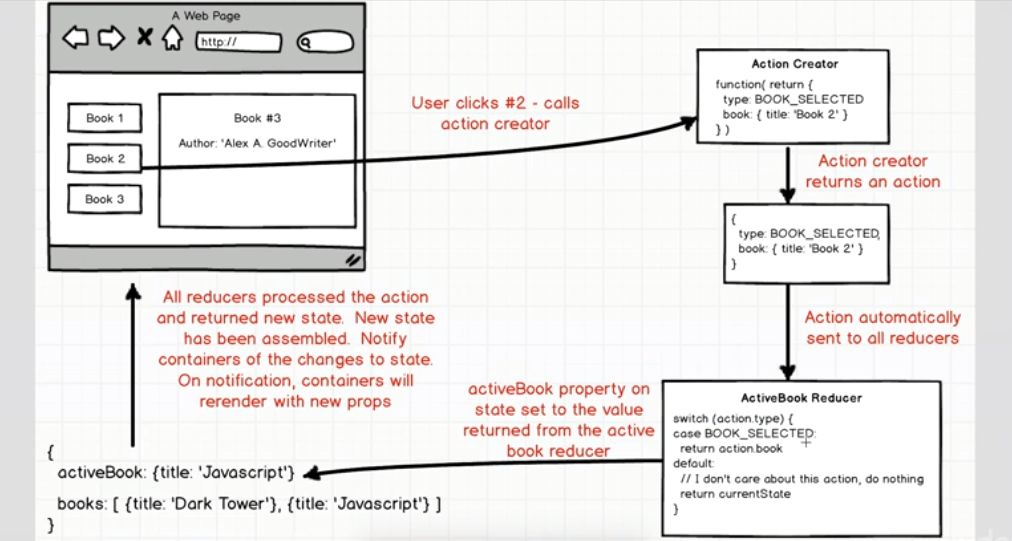 A Web Page
http://
Book 1
Book 2
Book 3
Book #3
Author: 'Alex A. GoodWriter'
User clicks #2 - calls
action creator
Action Creator
function( return {
type: BOOK_SELECTED
book: { title: 'Book 2' }
} )
Action creator
returns an action
{
type: BOOK_SELECTED,
book: { title: 'Book 2' }
}
Action automatically
sent to all reducers
ActiveBook Reducer
switch (action.type) {
case BOOK_SELECTED:
return action.book
default:
// I don't care about this action, do nothing
return currentState
}
activeBook property on
state set to the value
returned from the active
book reducer
{
activeBook: {title: 'Javascript'}
books: [ {title: 'Dark Tower'}, {title: 'Javascript'} ]
}
All reducers processed the action
and returned new state. New state
has been assembled. Notify
containers of the changes to state.
On notification, containers will
rerender with new props